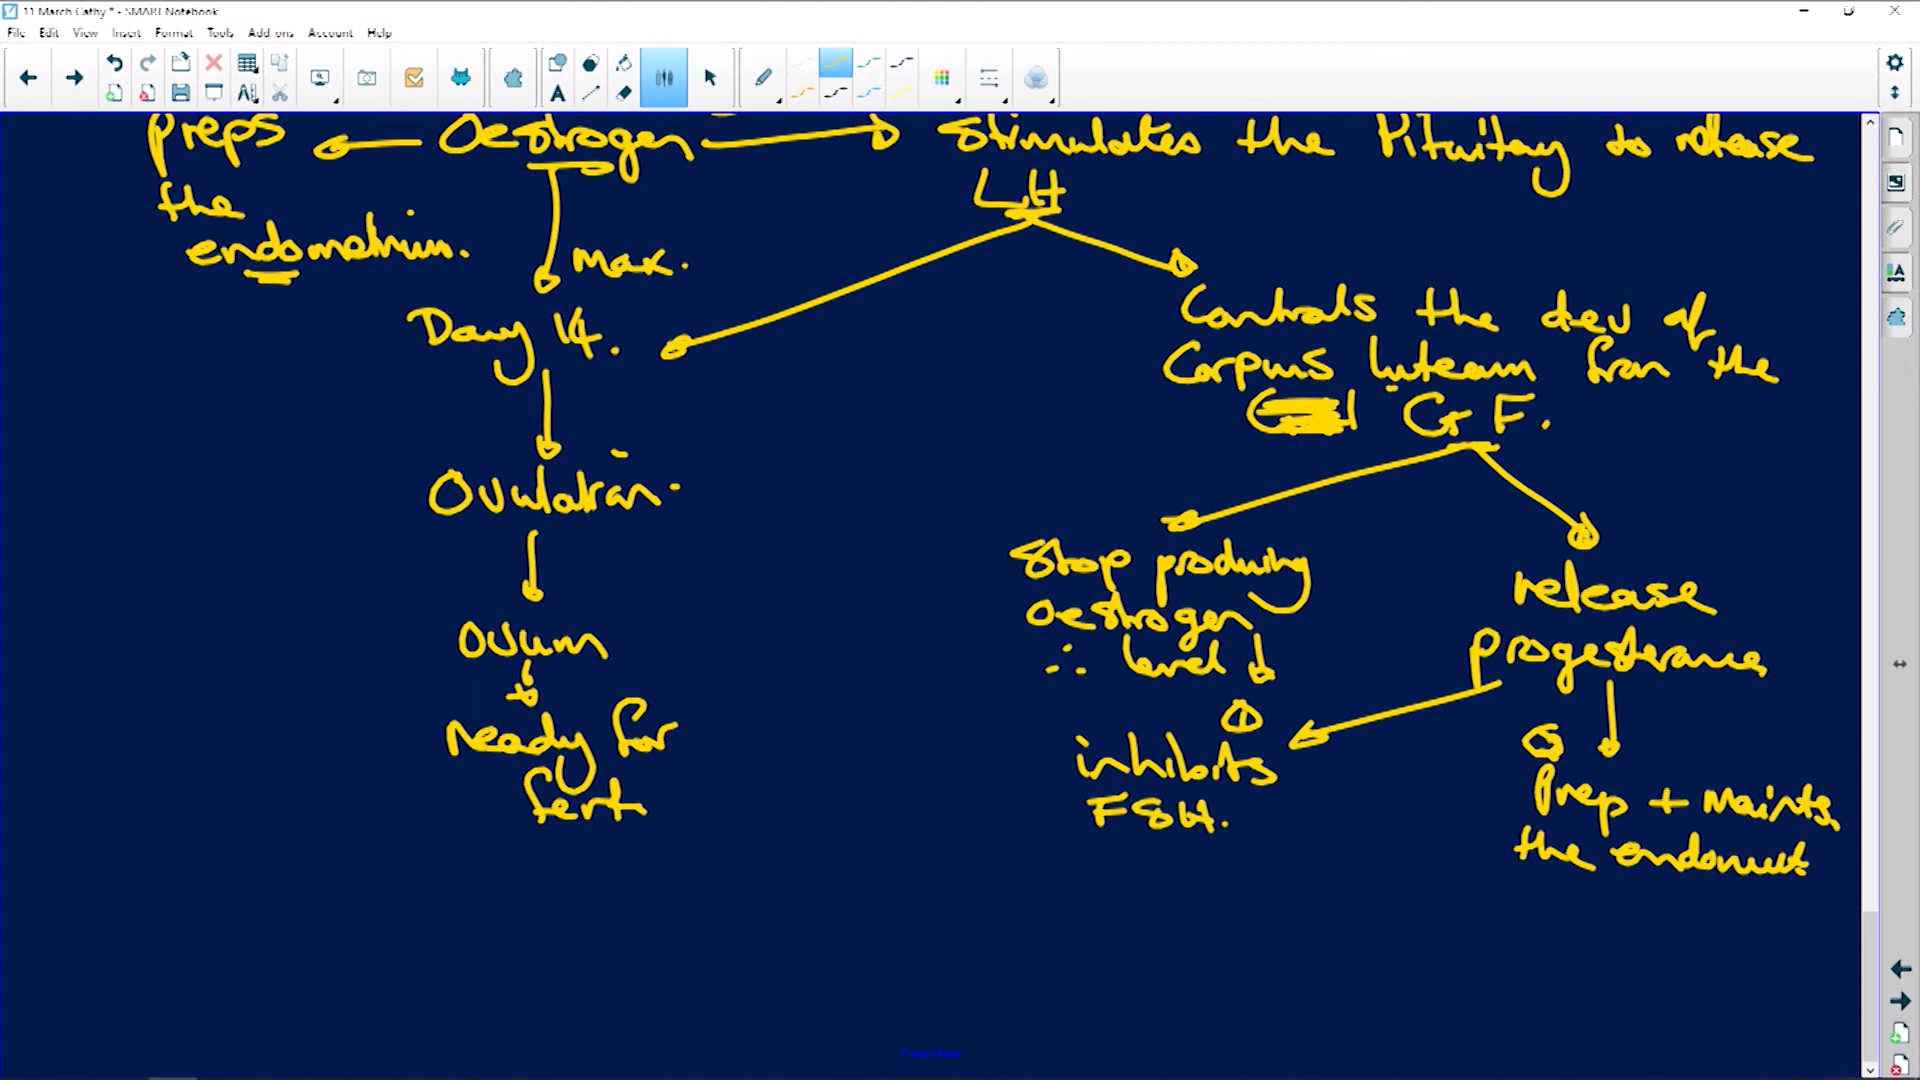 11 March Cathy * - SMART Notebook
File Edit View Insert Format Tools Add-ons Account Help
Preps
the
endometrium.
Oestrogen
Stimulates the Pituitary to release
LH
Max.
Day 14.
Controls the dev of
Corpus luteum from the
G F.
Ovulation
Stop producing
oestrogen
∴ level
release
progesterone
Ovum
Ready for
fert
①
inhibits
FSH.
②
Prep + Maints
the endomet